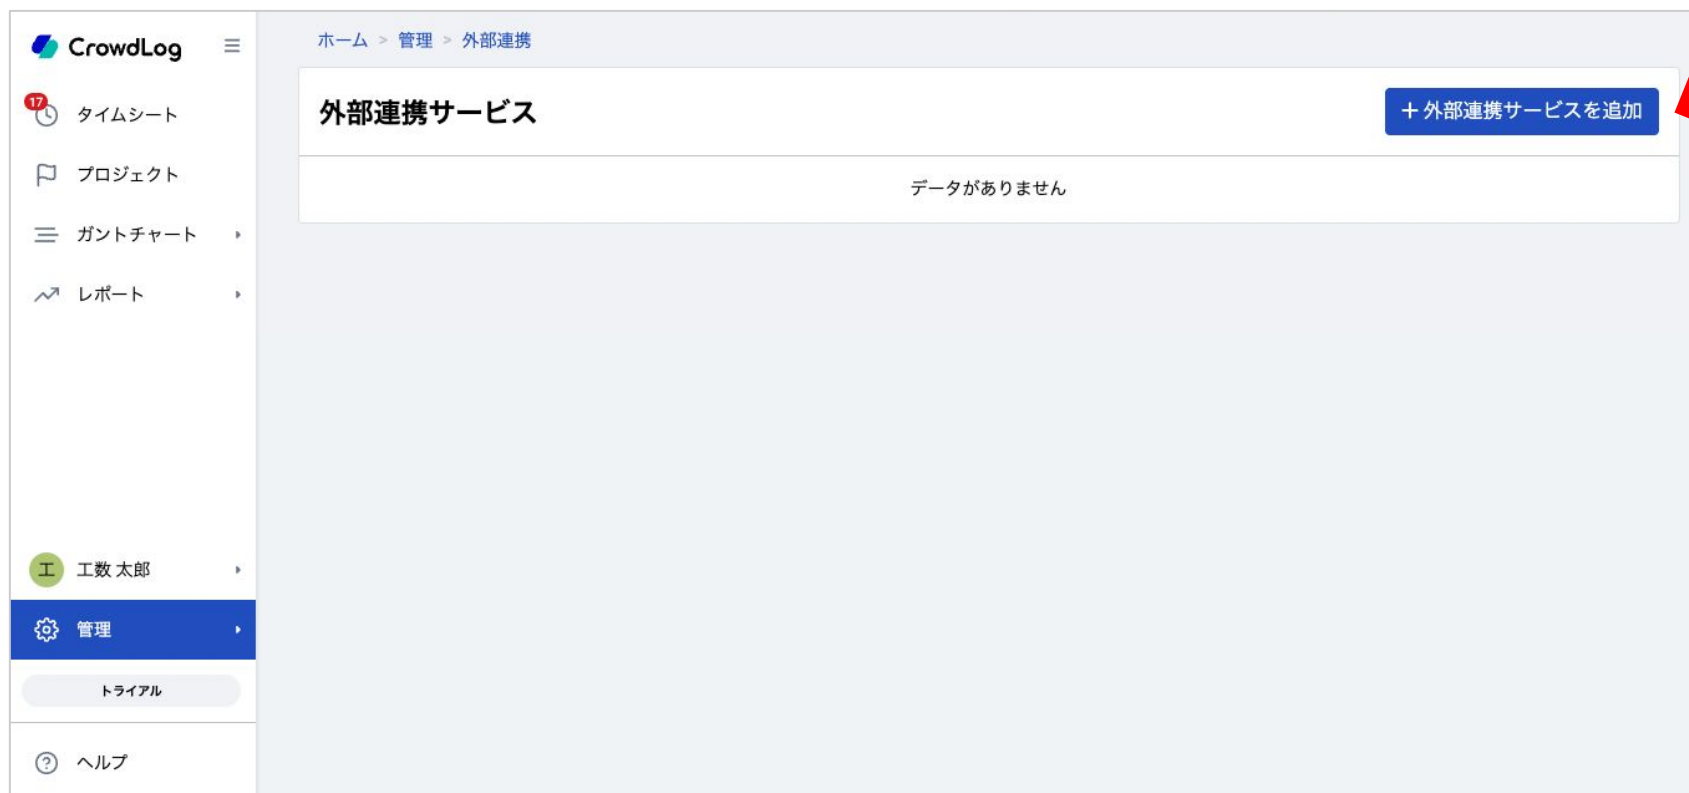 CrowdLog
ホーム > 管理 > 外部連携
17
タイムシート
外部連携サービス
+ 外部連携サービスを追加
プロジェクト
データがありません
ガントチャート
レポート
工 工数 太郎
管理
トライアル
? ヘルプ